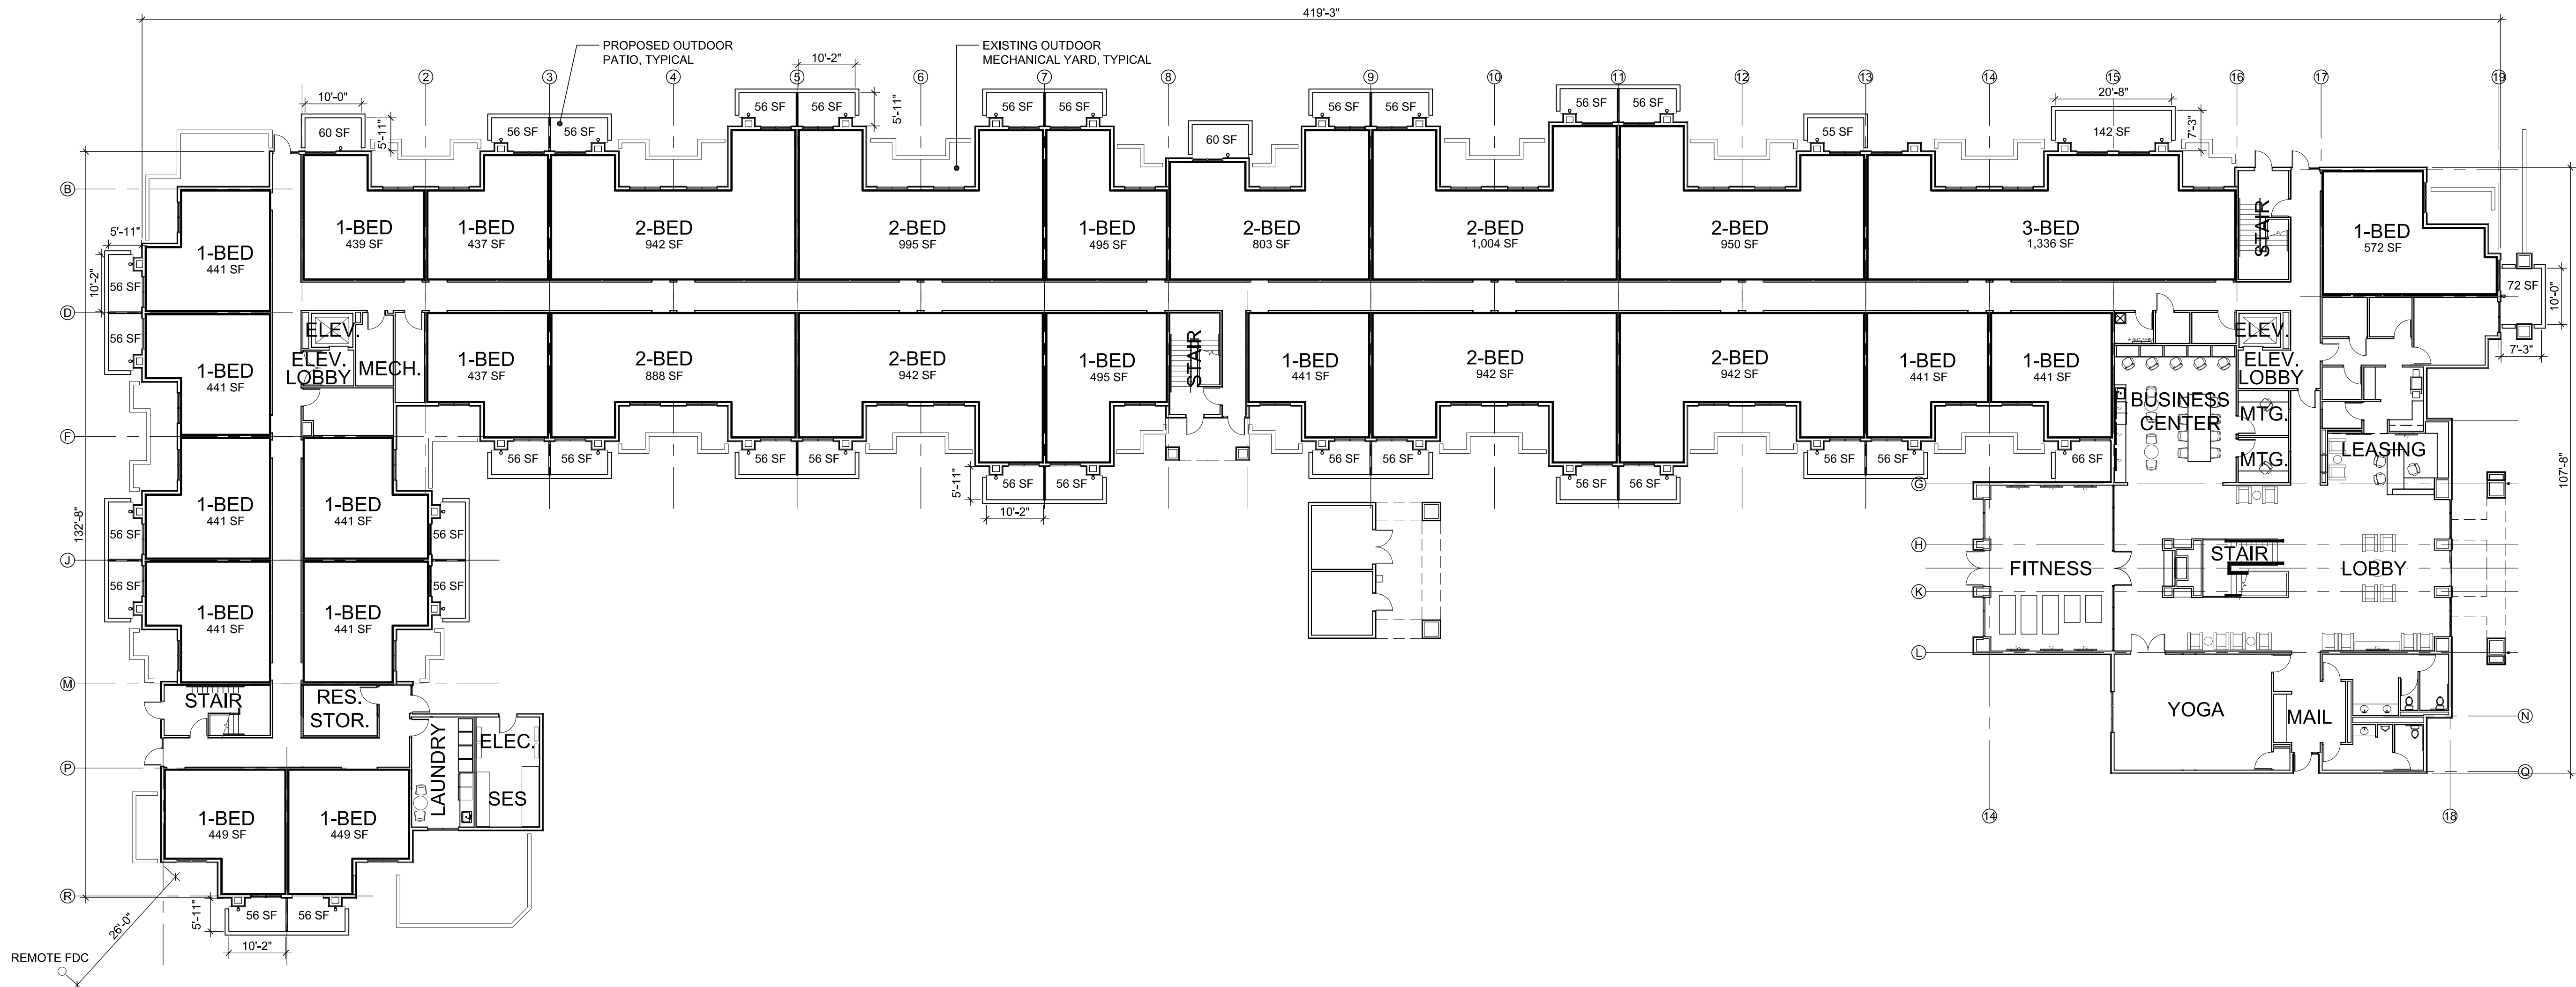 419'-3"
PROPOSED OUTDOOR
PATIO, TYPICAL
EXISTING OUTDOOR
MECHANICAL YARD, TYPICAL
10'-2"
2
3
4
5
6
7
8
9
10
11
12
13
14
15
16
17
19
10'-0"
5'-11"
5'-11"
20'-8"
7'-3"
60 SF
56 SF
56 SF
56 SF
56 SF
56 SF
56 SF
60 SF
56 SF
56 SF
56 SF
56 SF
55 SF
142 SF
B
1-BED
439 SF
1-BED
437 SF
2-BED
942 SF
2-BED
995 SF
1-BED
495 SF
2-BED
803 SF
2-BED
1,004 SF
2-BED
950 SF
3-BED
1,336 SF
STAIR
1-BED
572 SF
5'-11"
10'-2"
1-BED
441 SF
56 SF
72 SF
10'-0"
7'-3"
D
56 SF
1-BED
441 SF
ELEV.
ELEV.
LOBBY
MECH.
1-BED
437 SF
2-BED
888 SF
2-BED
942 SF
1-BED
495 SF
STAIR
1-BED
441 SF
2-BED
942 SF
2-BED
942 SF
1-BED
441 SF
1-BED
441 SF
ELEV.
ELEV.
LOBBY
BUSINESS
CENTER
MTG.
MTG.
LEASING
107'-8"
F
56 SF
56 SF
56 SF
56 SF
56 SF
56 SF
56 SF
56 SF
56 SF
56 SF
56 SF
56 SF
66 SF
5'-11"
10'-2"
G
132'-8"
56 SF
1-BED
441 SF
1-BED
441 SF
56 SF
J
56 SF
1-BED
441 SF
1-BED
441 SF
56 SF
H
K
L
FITNESS
STAIR
LOBBY
M
STAIR
RES.
STOR.
LAUNDRY
ELEC.
SES
YOGA
MAIL
N
P
Q
1-BED
449 SF
1-BED
449 SF
14
18
R
5'-11"
56 SF
56 SF
10'-2"
26'-0"
REMOTE FDC